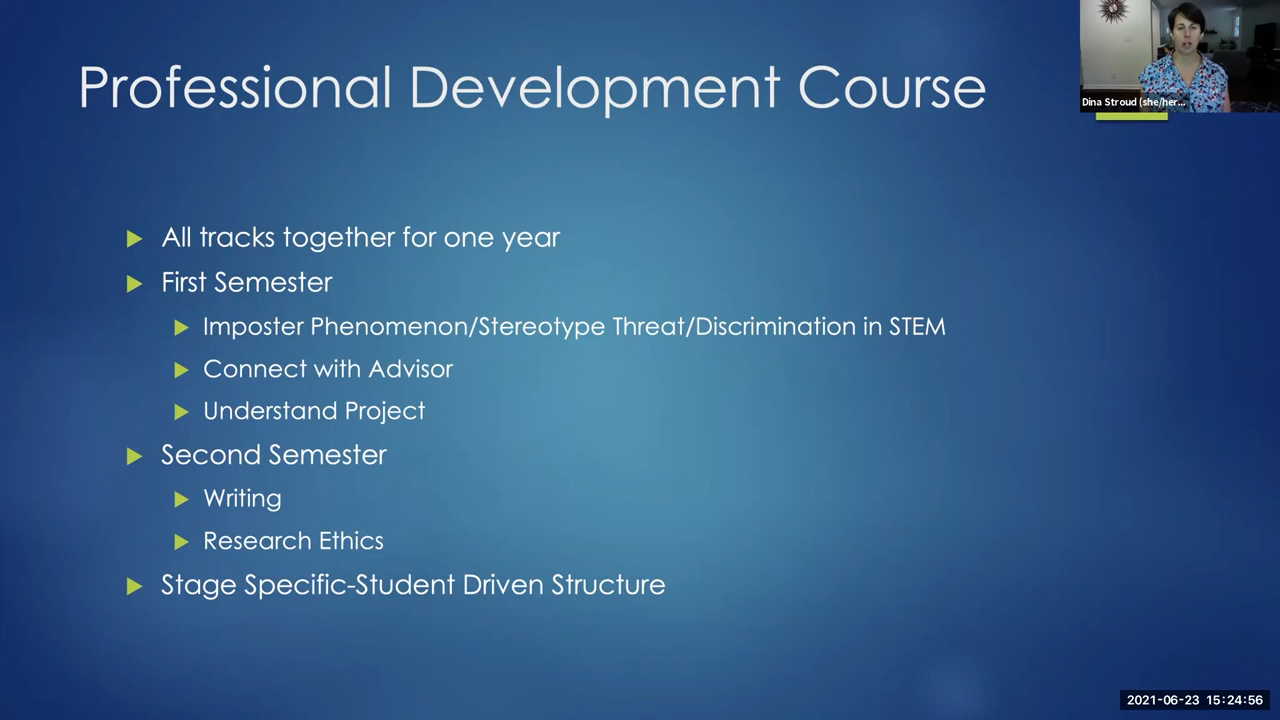 Professional Development Course
Dina Stroud (she/her...
All tracks together for one year
First Semester
Imposter Phenomenon/Stereotype Threat/Discrimination in STEM
Connect with Advisor
Understand Project
Second Semester
Writing
Research Ethics
Stage Specific-Student Driven Structure
2021-06-23 15:24:56